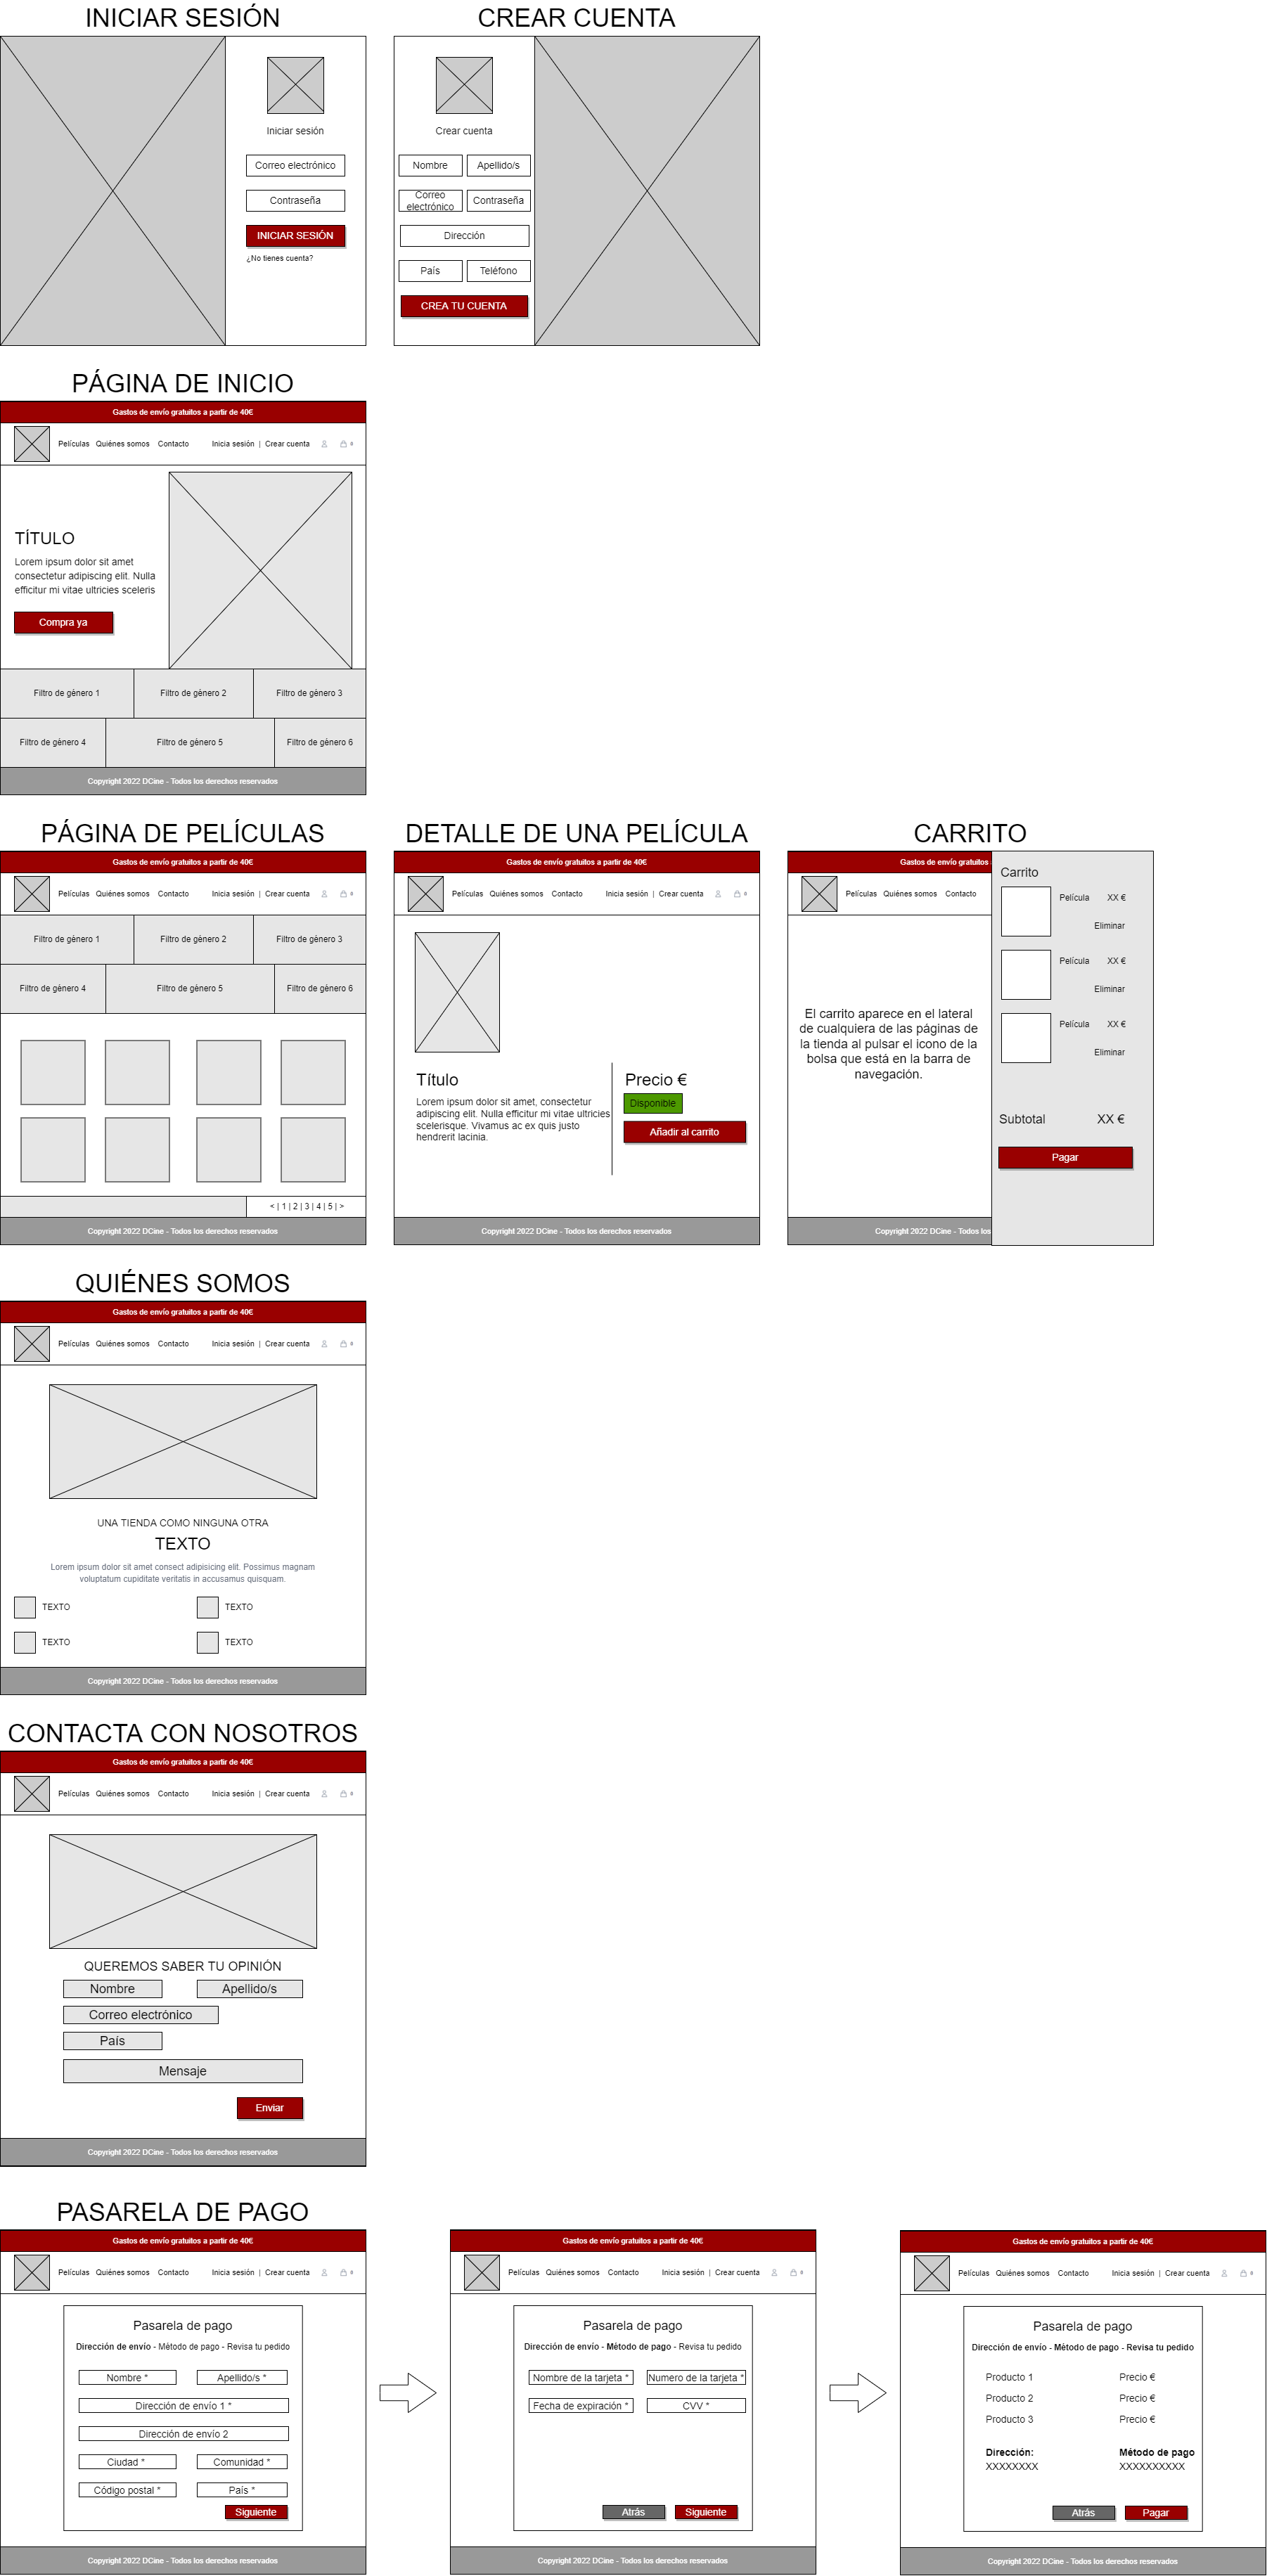 INICIAR SESIÓN
Iniciar sesión
Correo electrónico
Contraseña
INICIAR SESIÓN
¿No tienes cuenta?
CREAR CUENTA
Crear cuenta
Nombre
Apellido/s
Correo
electrónico
Contraseña
Dirección
País
Teléfono
CREA TU CUENTA
PÁGINA DE INICIO
Gastos de envío gratuitos a partir de 40€
Películas Quiénes somos Contacto Inicia sesión | Crear cuenta 0
TÍTULO
Lorem ipsum dolor sit amet
consectetur adipiscing elit. Nulla
efficitur mi vitae ultricies sceleris
Compra ya
Filtro de género 1
Filtro de género 2
Filtro de género 3
Filtro de género 4
Filtro de género 5
Filtro de género 6
Copyright 2022 DCine - Todos los derechos reservados
PÁGINA DE PELÍCULAS
Gastos de envío gratuitos a partir de 40€
Películas Quiénes somos Contacto Inicia sesión | Crear cuenta 0
Filtro de género 1
Filtro de género 2
Filtro de género 3
Filtro de género 4
Filtro de género 5
Filtro de género 6
< | 1 | 2 | 3 | 4 | 5 | >
Copyright 2022 DCine - Todos los derechos reservados
DETALLE DE UNA PELÍCULA
Gastos de envío gratuitos a partir de 40€
Películas Quiénes somos Contacto Inicia sesión | Crear cuenta 0
Título
Lorem ipsum dolor sit amet, consectetur
adipiscing elit. Nulla efficitur mi vitae ultricies
scelerisque. Vivamus ac ex quis justo
hendrerit lacinia.
Precio €
Disponible
Añadir al carrito
Copyright 2022 DCine - Todos los derechos reservados
CARRITO
Gastos de envío gratuitos
Películas Quiénes somos Contacto
El carrito aparece en el lateral
de cualquiera de las páginas de
la tienda al pulsar el icono de la
bolsa que está en la barra de
navegación.
Copyright 2022 DCine - Todos los
Carrito
Película XX €
Eliminar
Película XX €
Eliminar
Película XX €
Eliminar
Subtotal XX €
Pagar
QUIÉNES SOMOS
Gastos de envío gratuitos a partir de 40€
Películas Quiénes somos Contacto Inicia sesión | Crear cuenta 0
UNA TIENDA COMO NINGUNA OTRA
TEXTO
Lorem ipsum dolor sit amet consect adipisicing elit. Possimus magnam
voluptatum cupiditate veritatis in accusamus quisquam.
TEXTO
TEXTO
TEXTO
TEXTO
Copyright 2022 DCine - Todos los derechos reservados
CONTACTA CON NOSOTROS
Gastos de envío gratuitos a partir de 40€
Películas Quiénes somos Contacto Inicia sesión | Crear cuenta 0
QUEREMOS SABER TU OPINIÓN
Nombre
Apellido/s
Correo electrónico
País
Mensaje
Enviar
Copyright 2022 DCine - Todos los derechos reservados
PASARELA DE PAGO
Gastos de envío gratuitos a partir de 40€
Películas Quiénes somos Contacto Inicia sesión | Crear cuenta 0
Pasarela de pago
Dirección de envío - Método de pago - Revisa tu pedido
Nombre *
Apellido/s *
Dirección de envío 1 *
Dirección de envío 2
Ciudad *
Comunidad *
Código postal *
País *
Siguiente
Copyright 2022 DCine - Todos los derechos reservados
Gastos de envío gratuitos a partir de 40€
Películas Quiénes somos Contacto Inicia sesión | Crear cuenta 0
Pasarela de pago
Dirección de envío - Método de pago - Revisa tu pedido
Nombre de la tarjeta *
Numero de la tarjeta *
Fecha de expiración *
CVV *
Atrás
Siguiente
Copyright 2022 DCine - Todos los derechos reservados
Gastos de envío gratuitos a partir de 40€
Películas Quiénes somos Contacto Inicia sesión | Crear cuenta 0
Pasarela de pago
Dirección de envío - Método de pago - Revisa tu pedido
Producto 1 Precio €
Producto 2 Precio €
Producto 3 Precio €
Dirección: Método de pago
XXXXXXXX XXXXXXXXXX
Atrás
Pagar
Copyright 2022 DCine - Todos los derechos reservados